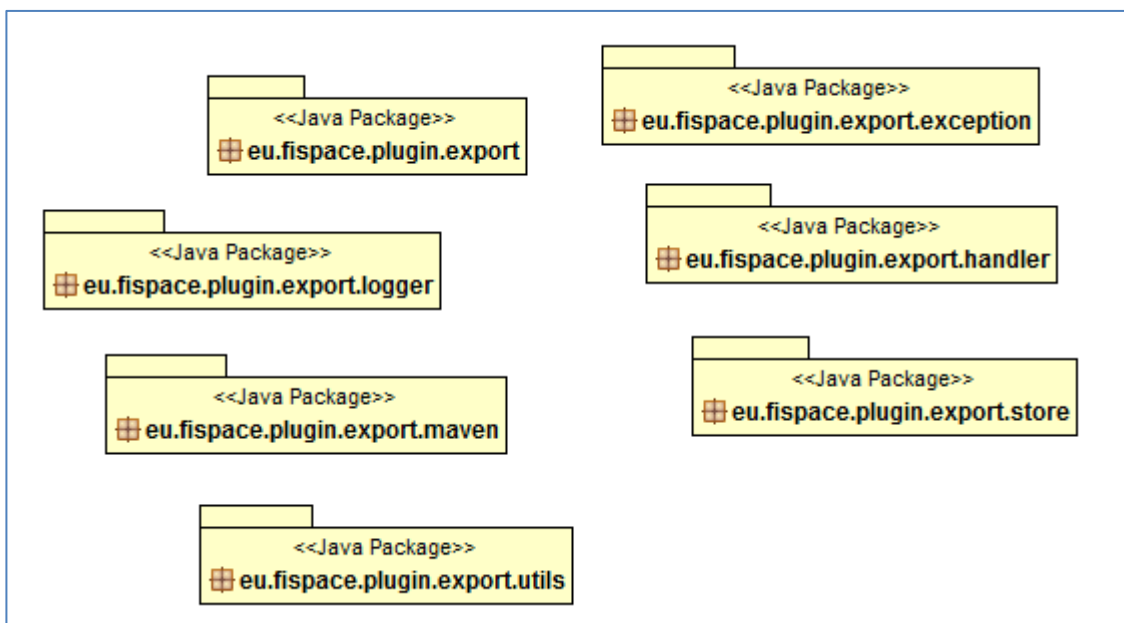 <<Java Package>>
eu.fispace.plugin.export
<<Java Package>>
eu.fispace.plugin.export.exception
<<Java Package>>
eu.fispace.plugin.export.logger
<<Java Package>>
eu.fispace.plugin.export.handler
<<Java Package>>
eu.fispace.plugin.export.maven
<<Java Package>>
eu.fispace.plugin.export.store
<<Java Package>>
eu.fispace.plugin.export.utils